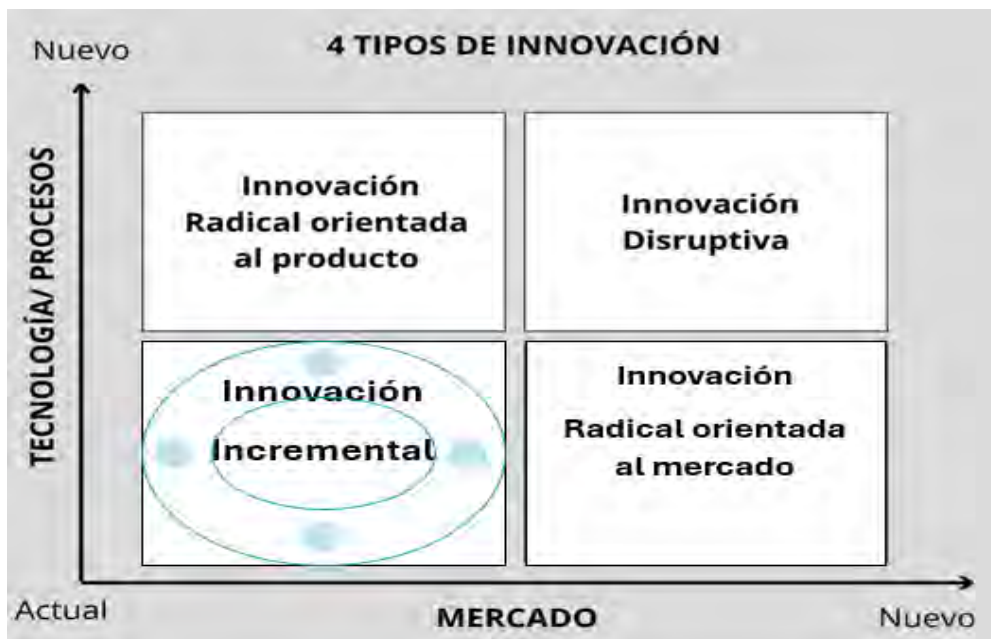 Nuevo
4 TIPOS DE INNOVACIÓN
TECNOLOGÍA/ PROCESOS
Innovación
Radical orientada
al producto
Innovación
Disruptiva
Innovación
Incremental
Innovación
Radical orientada
al mercado
Actual
MERCADO
Nuevo